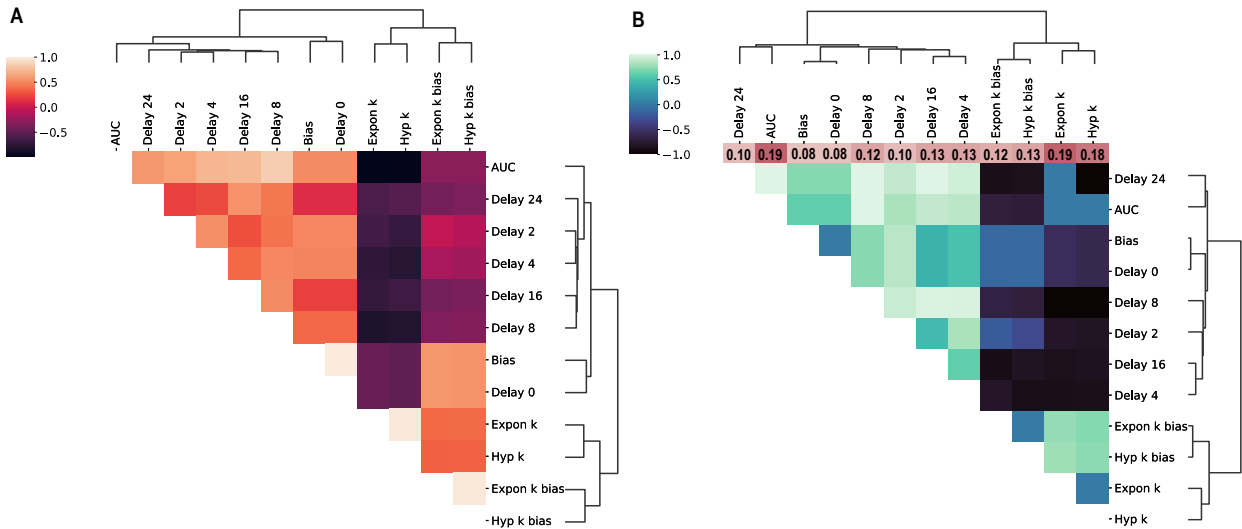 A
1.0
0.5
0.0
−0.5
AUC
Delay 24
Delay 2
Delay 4
Delay 16
Delay 8
Bias
Delay 0
Expon k
Hyp k
Expon k bias
Hyp k bias
AUC
Delay 24
Delay 2
Delay 4
Delay 16
Delay 8
Bias
Delay 0
Expon k
Hyp k
Expon k bias
Hyp k bias
B
1.0
0.5
0.0
−0.5
−1.0
Delay 24
AUC
Bias
Delay 0
Delay 8
Delay 2
Delay 16
Delay 4
Expon k bias
Hyp k bias
Expon k
Hyp k
0.10 0.19 0.08 0.08 0.12 0.10 0.13 0.13 0.12 0.13 0.19 0.18
Delay 24
AUC
Bias
Delay 0
Delay 8
Delay 2
Delay 16
Delay 4
Expon k bias
Hyp k bias
Expon k
Hyp k